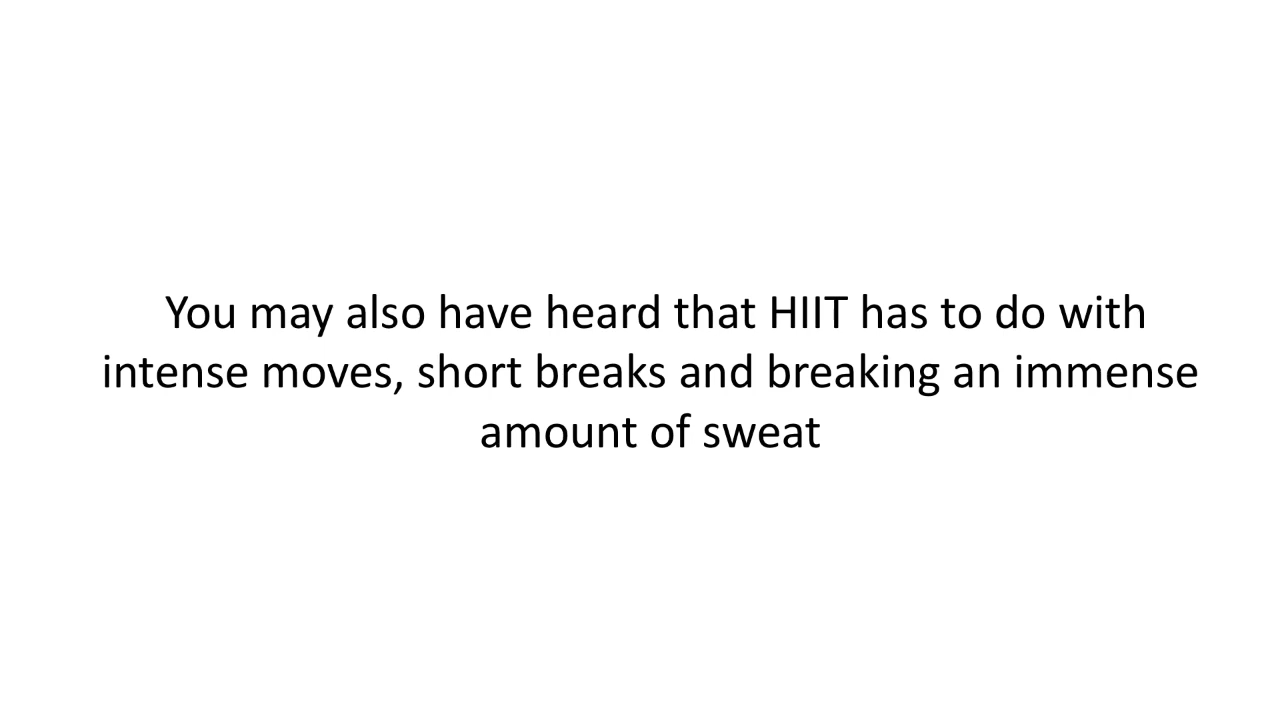 You may also have heard that HIIT has to do with
intense moves, short breaks and breaking an immense
amount of sweat